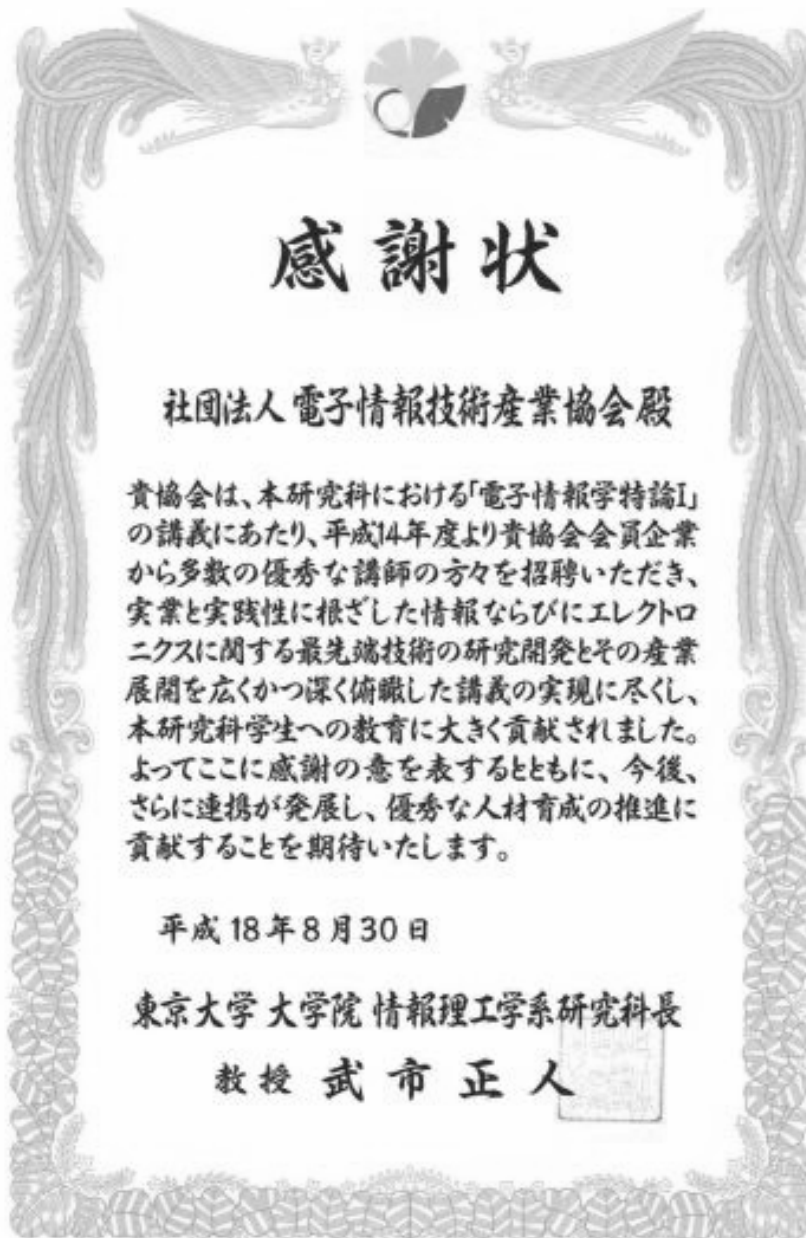 感謝状
社団法人 電子情報技術産業協会 殿
貴協会は、本研究科における「電子情報学特論I」
の講義にあたり、平成14年度より貴協会会員企業
から多数の優秀な講師の方々を招聘いただき、
実業と実践性に根ざした情報ならびにエレクトロ
ニクスに関する最先端技術の研究開発とその産業
展開を広くかつ深く俯瞰した講義の実現に尽くし、
本研究科学生への教育に大きく貢献されました。
よってここに感謝の意を表するとともに、今後、
さらに連携が発展し、優秀な人材育成の推進に
貢献することを期待いたします。
平成18年8月30日
東京大学 大学院 情報理工学系研究科長
教授 武市正人